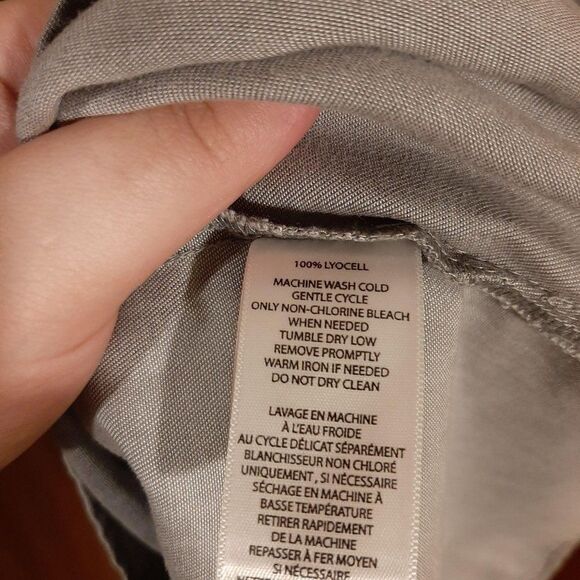 100% LYOCELL
MACHINE WASH COLD
GENTLE CYCLE
ONLY NON-CHLORINE BLEACH
WHEN NEEDED
TUMBLE DRY LOW
REMOVE PROMPTLY
WARM IRON IF NEEDED
DO NOT DRY CLEAN
LAVAGE EN MACHINE
À L'EAU FROIDE
AU CYCLE DÉLICAT SÉPARÉMENT
BLANCHISSEUR NON CHLORÉ
UNIQUEMENT, SI NÉCESSAIRE
SÉCHAGE EN MACHINE À
BASSE TEMPÉRATURE
RETIRER RAPIDEMENT
DE LA MACHINE
REPASSER À FER MOYEN
SI NÉCESSAIRE